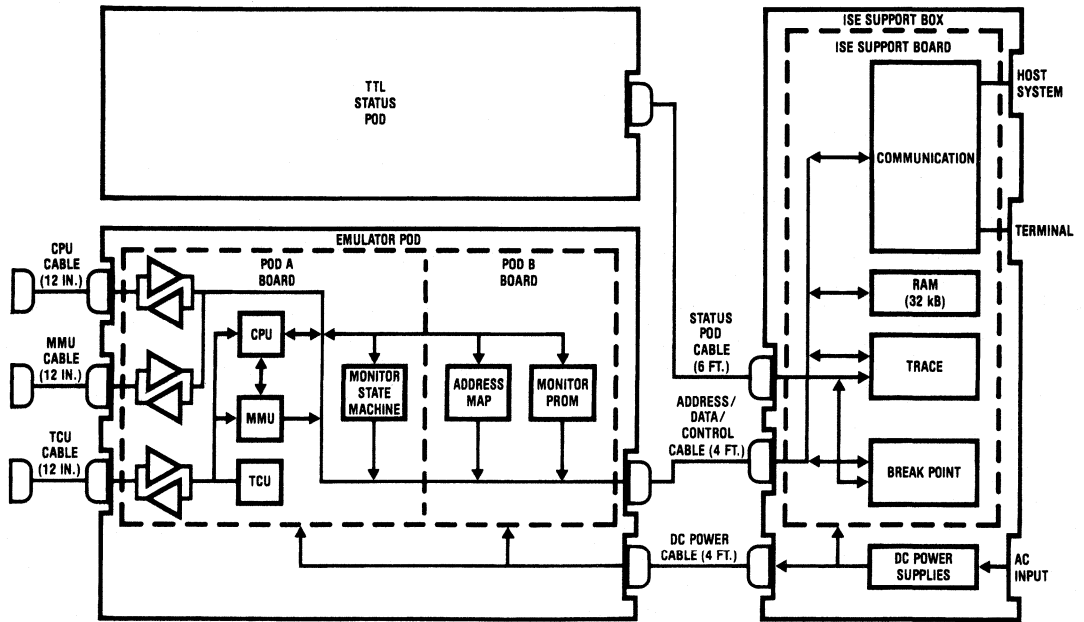 TTL
STATUS
POD
ISE SUPPORT BOX
ISE SUPPORT BOARD
HOST
SYSTEM
COMMUNICATION
TERMINAL
RAM
(32 kB)
TRACE
BREAK POINT
DC POWER
SUPPLIES
AC
INPUT
EMULATOR POD
POD A
BOARD
POD B
BOARD
CPU
CABLE
(12 IN.)
MMU
CABLE
(12 IN.)
TCU
CABLE
(12 IN.)
CPU
MMU
TCU
MONITOR
STATE
MACHINE
ADDRESS
MAP
MONITOR
PROM
STATUS
POD
CABLE
(6 FT.)
ADDRESS/
DATA/
CONTROL
CABLE (4 FT.)
DC POWER
CABLE (4 FT.)